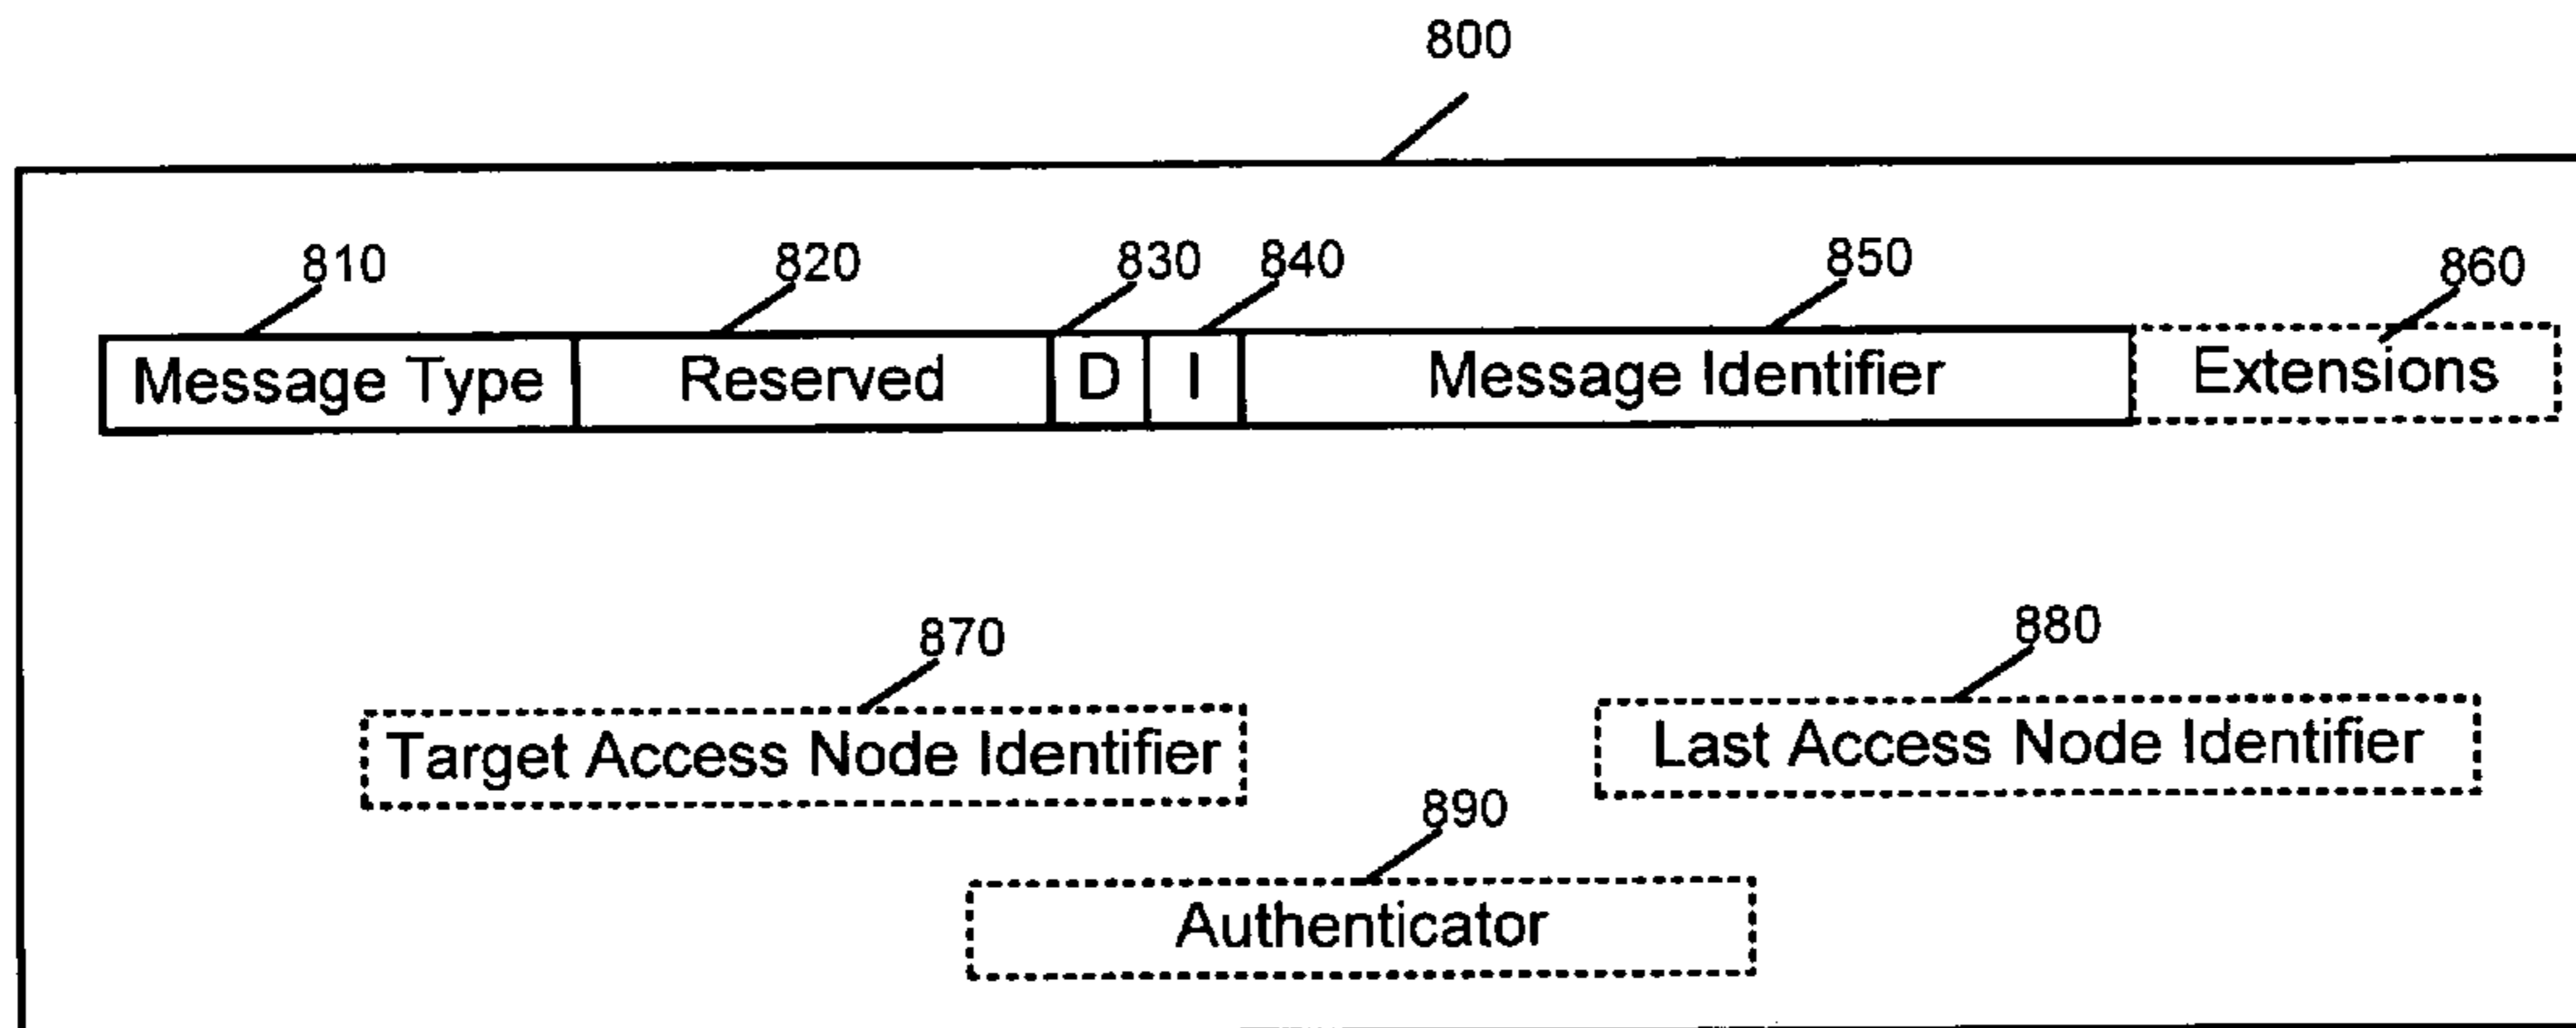 800
810 820 830 840 850 860
Message Type Reserved D I Message Identifier Extensions
870 880
Target Access Node Identifier Last Access Node Identifier
890
Authenticator